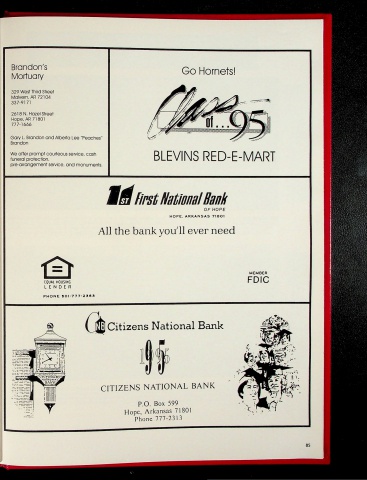 Brandon's
Mortuary
329 West Third Street
Malvern, AR 72104
337-9171
2618 N. Hazel Street
Hope, AR 71801
777-1666
Gary L. Brandon and Alberta Lee "Peaches"
Brandon
We offer prompt courteous service, cash
funeral protection,
pre-arrangement service, and monuments.
Go Hornets!
Class
of... 95
BLEVINS RED-E-MART
1ST First National Bank
OF HOPE
HOPE, ARKANSAS 71801
All the bank you'll ever need
EQUAL HOUSING
LENDER
PHONE 501-777-2385
MEMBER
FDIC
CNB Citizens National Bank
1995
CITIZENS NATIONAL BANK
P.O. Box 599
Hope, Arkansas 71801
Phone 777-2313
85